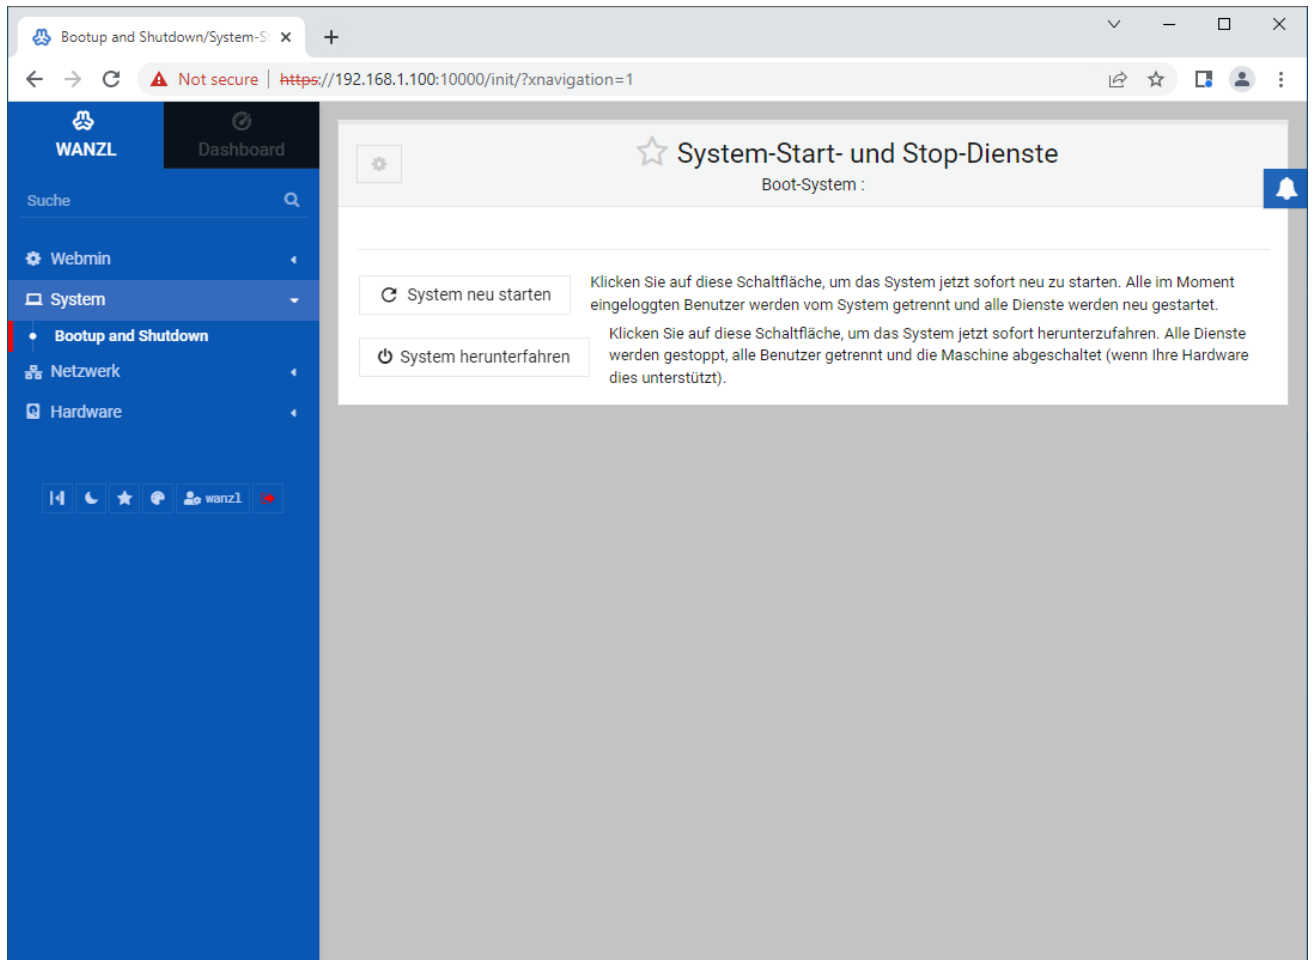 Bootup and Shutdown/System-St
Not secure | https://192.168.1.100:10000/init/?xnavigation=1
WANZL
Dashboard
Suche
Webmin
System
Bootup and Shutdown
Netzwerk
Hardware
wanzl
System-Start- und Stop-Dienste
Boot-System :
System neu starten
Klicken Sie auf diese Schaltfläche, um das System jetzt sofort neu zu starten. Alle im Moment
eingeloggten Benutzer werden vom System getrennt und alle Dienste werden neu gestartet.
System herunterfahren
Klicken Sie auf diese Schaltfläche, um das System jetzt sofort herunterzufahren. Alle Dienste
werden gestoppt, alle Benutzer getrennt und die Maschine abgeschaltet (wenn Ihre Hardware
dies unterstützt).